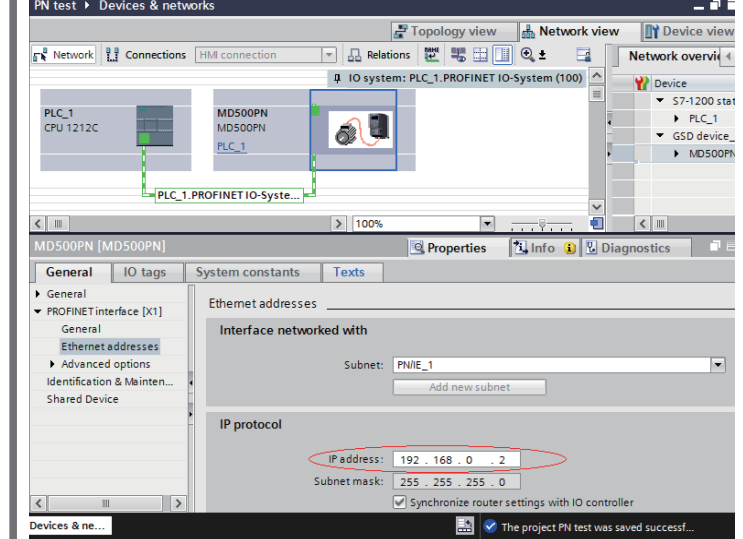 PN test Devices & networks
Topology view Network view Device view
Network Connections HMI connection Relations Network overvi
IO system: PLC_1.PROFINET IO-System (100)
Device
S7-1200 stat
PLC_1
GSD device_
MD500PN
PLC_1
CPU 1212C
MD500PN
MD500PN
PLC_1
PLC_1.PROFINET IO-Syste...
100%
MD500PN [MD500PN]
Properties Info Diagnostics
General IO tags System constants Texts
General
PROFINET interface [X1]
General
Ethernet addresses
Advanced options
Identification & Mainten...
Shared Device
Ethernet addresses
Interface networked with
Subnet: PN/IE_1
Add new subnet
IP protocol
IP address: 192 . 168 . 0 . 2
Subnet mask: 255 . 255 . 255 . 0
Synchronize router settings with IO controller
Devices & ne...
The project PN test was saved successf...